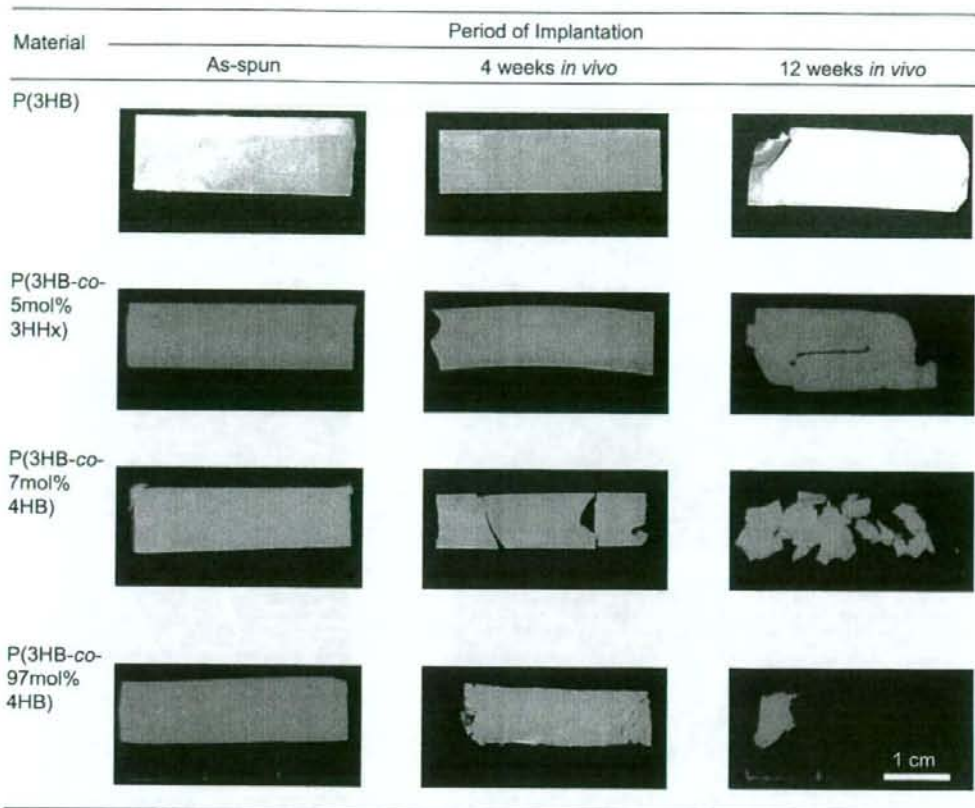 Material
Period of Implantation
As-spun
4 weeks in vivo
12 weeks in vivo
P(3HB)
P(3HB-co-
5mol%
3HHx)
P(3HB-co-
7mol%
4HB)
P(3HB-co-
97mol%
4HB)
1 cm